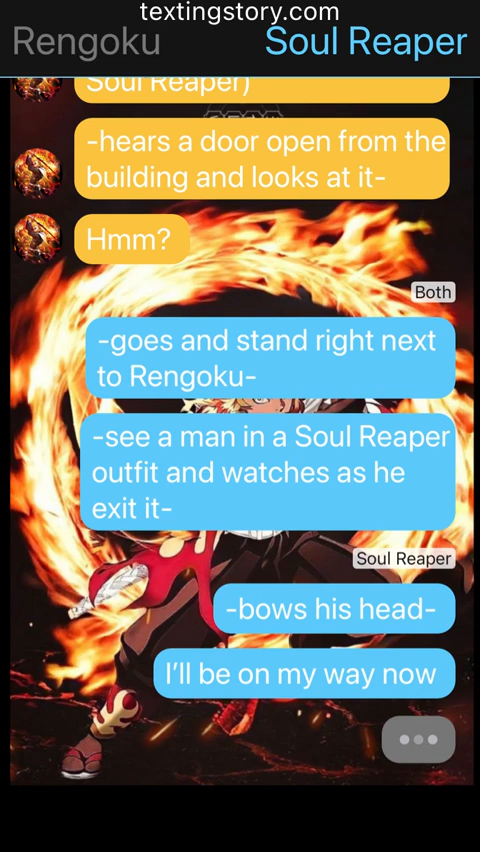 textingstory.com
Rengoku
Soul Reaper
Soul Reaper)
-hears a door open from the
building and looks at it-
Hmm?
Both
-goes and stand right next
to Rengoku-
-see a man in a Soul Reaper
outfit and watches as he
exit it-
Soul Reaper
-bows his head-
I’ll be on my way now